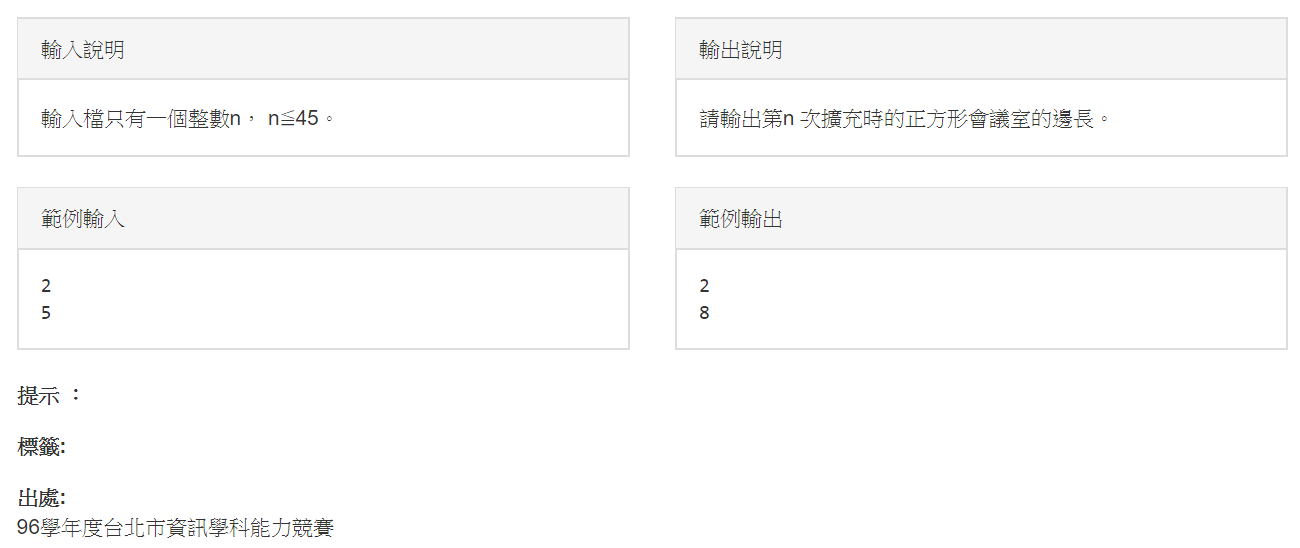 輸入說明
輸入檔只有一個整數n, n≦45。
輸出說明
請輸出第n 次擴充時的正方形會議室的邊長。
範例輸入
2
5
範例輸出
2
8
提示 :
標籤:
出處:
96學年度台北市資訊學科能力競賽